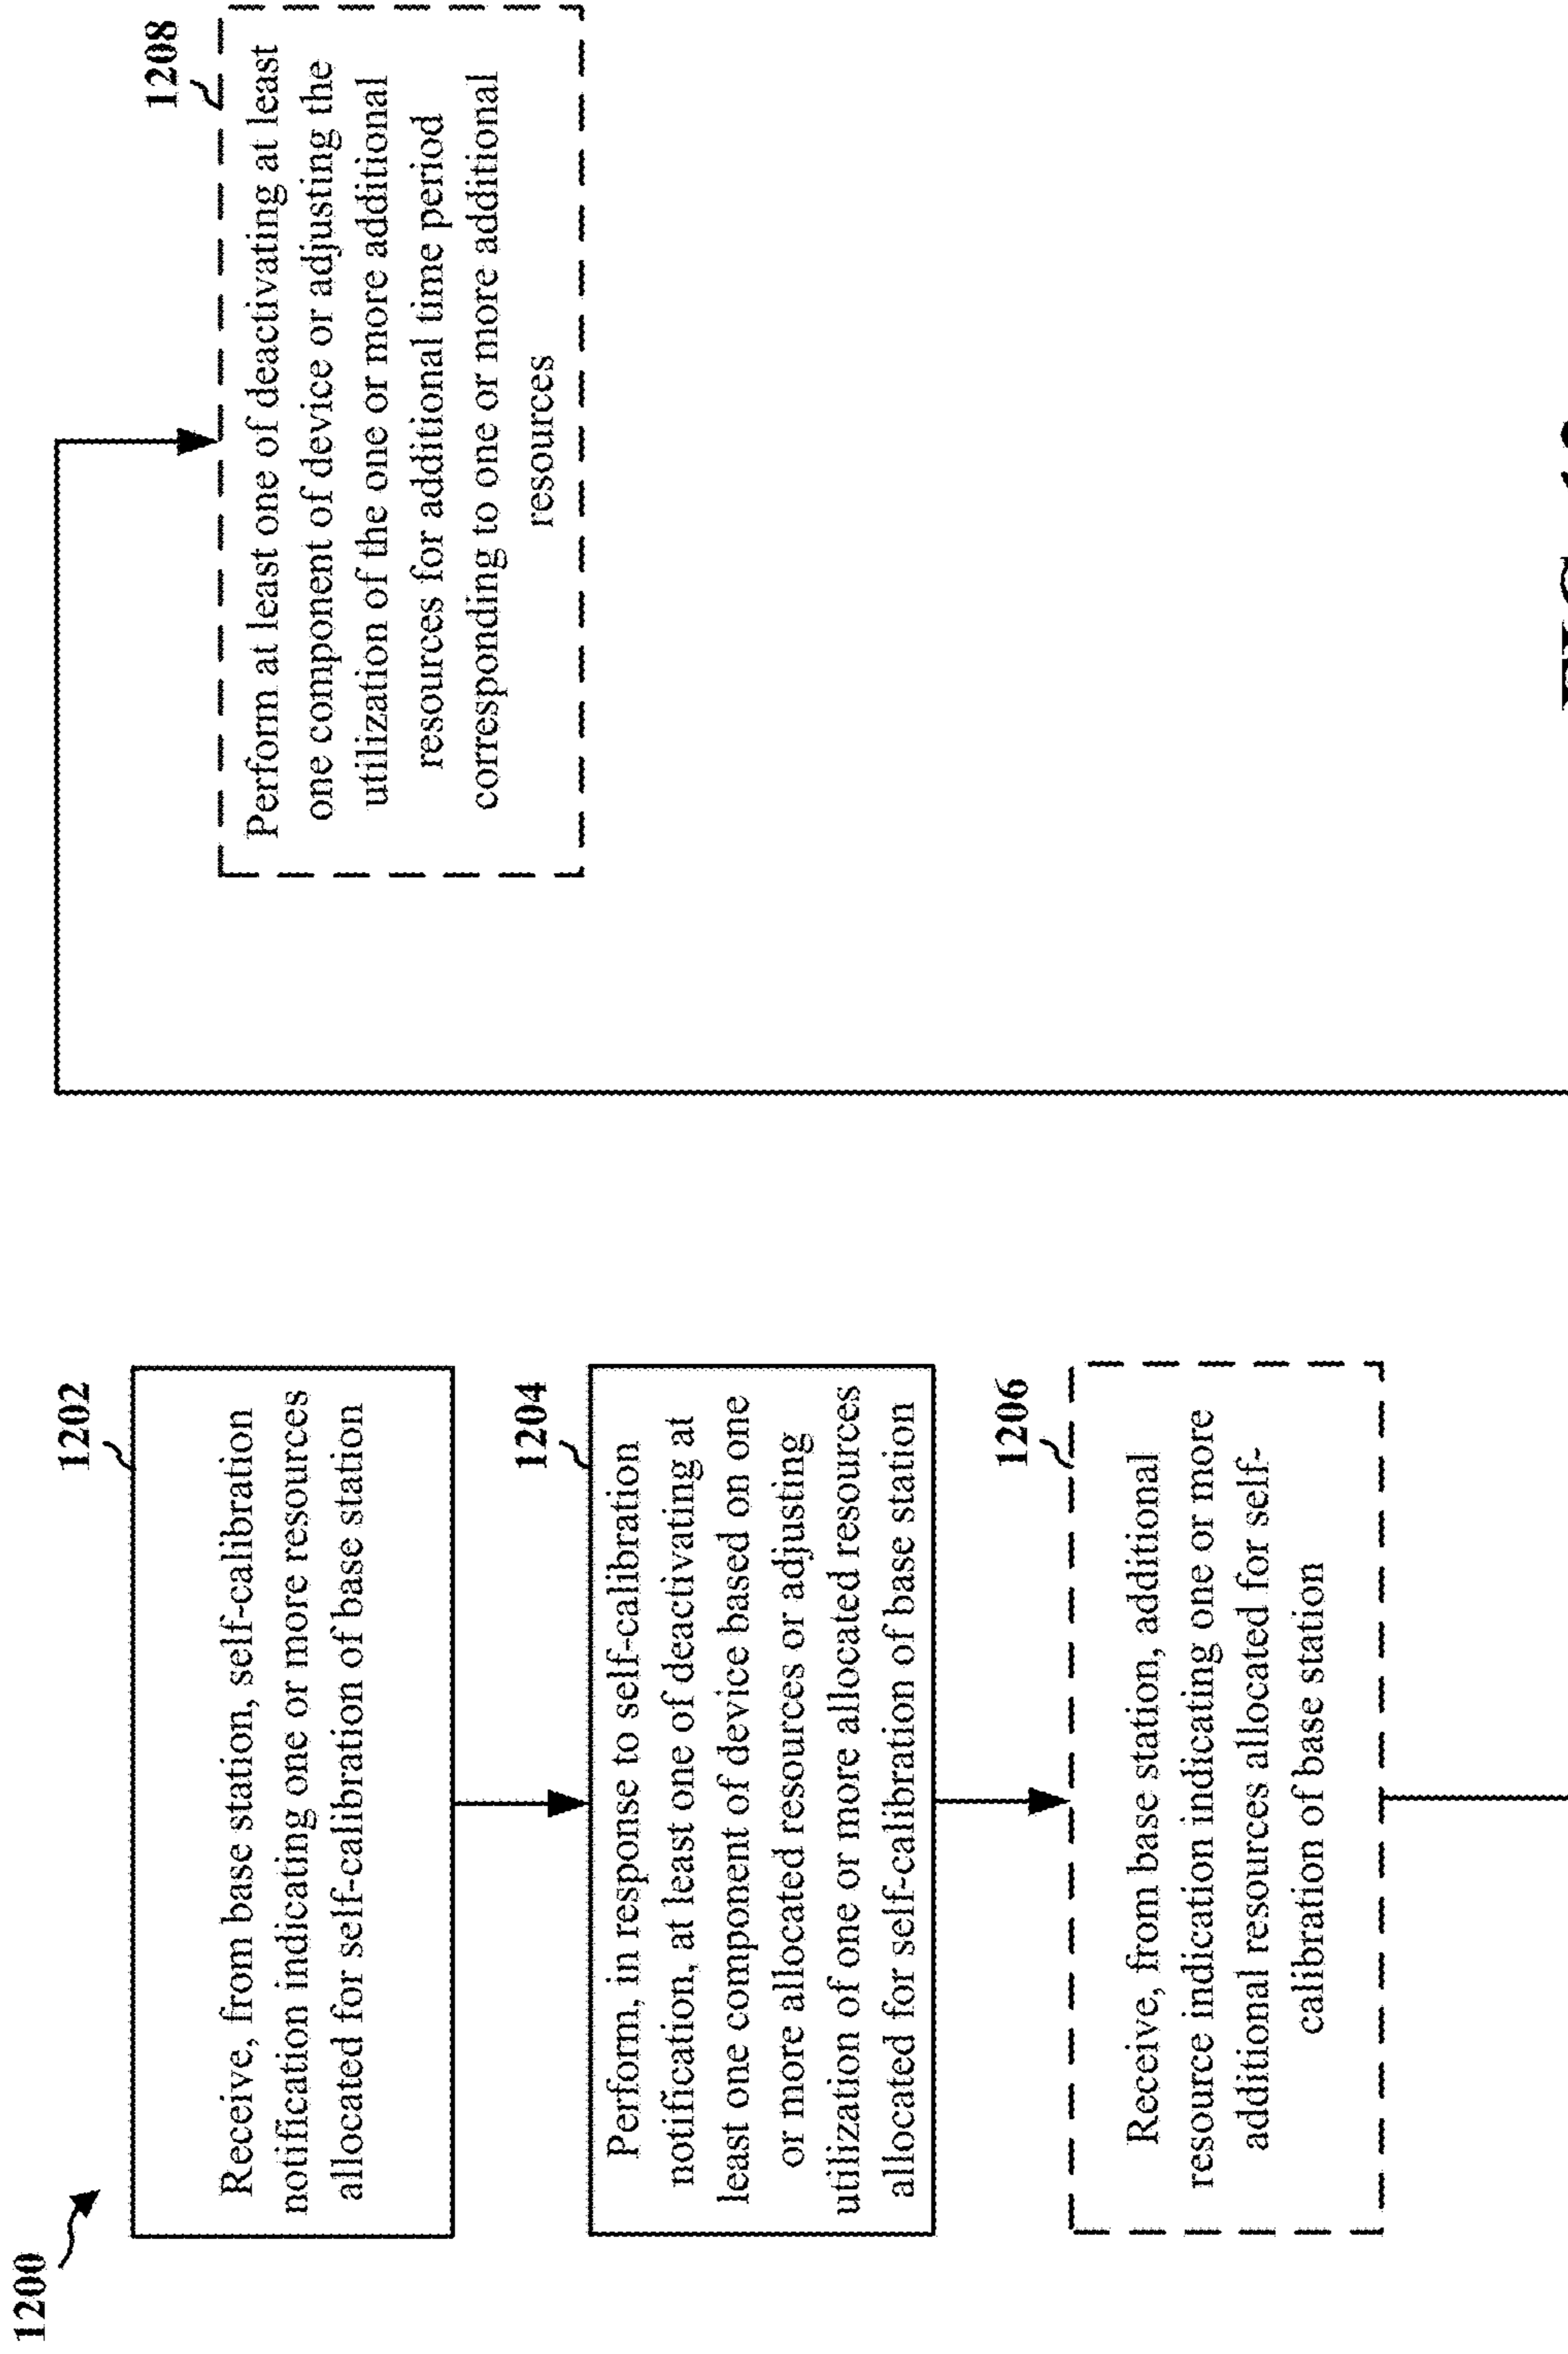 1200
1202
Receive, from base station, self-calibration
notification indicating one or more resources
allocated for self-calibration of base station
1204
Perform, in response to self-calibration
notification, at least one of deactivating at
least one component of device based on one
or more allocated resources or adjusting
utilization of one or more allocated resources
allocated for self-calibration of base station
1206
Receive, from base station, additional
resource indication indicating one or more
additional resources allocated for self-
calibration of base station
1208
Perform at least one of deactivating at least
one component of device or adjusting the
utilization of the one or more additional
resources for additional time period
corresponding to one or more additional
resources